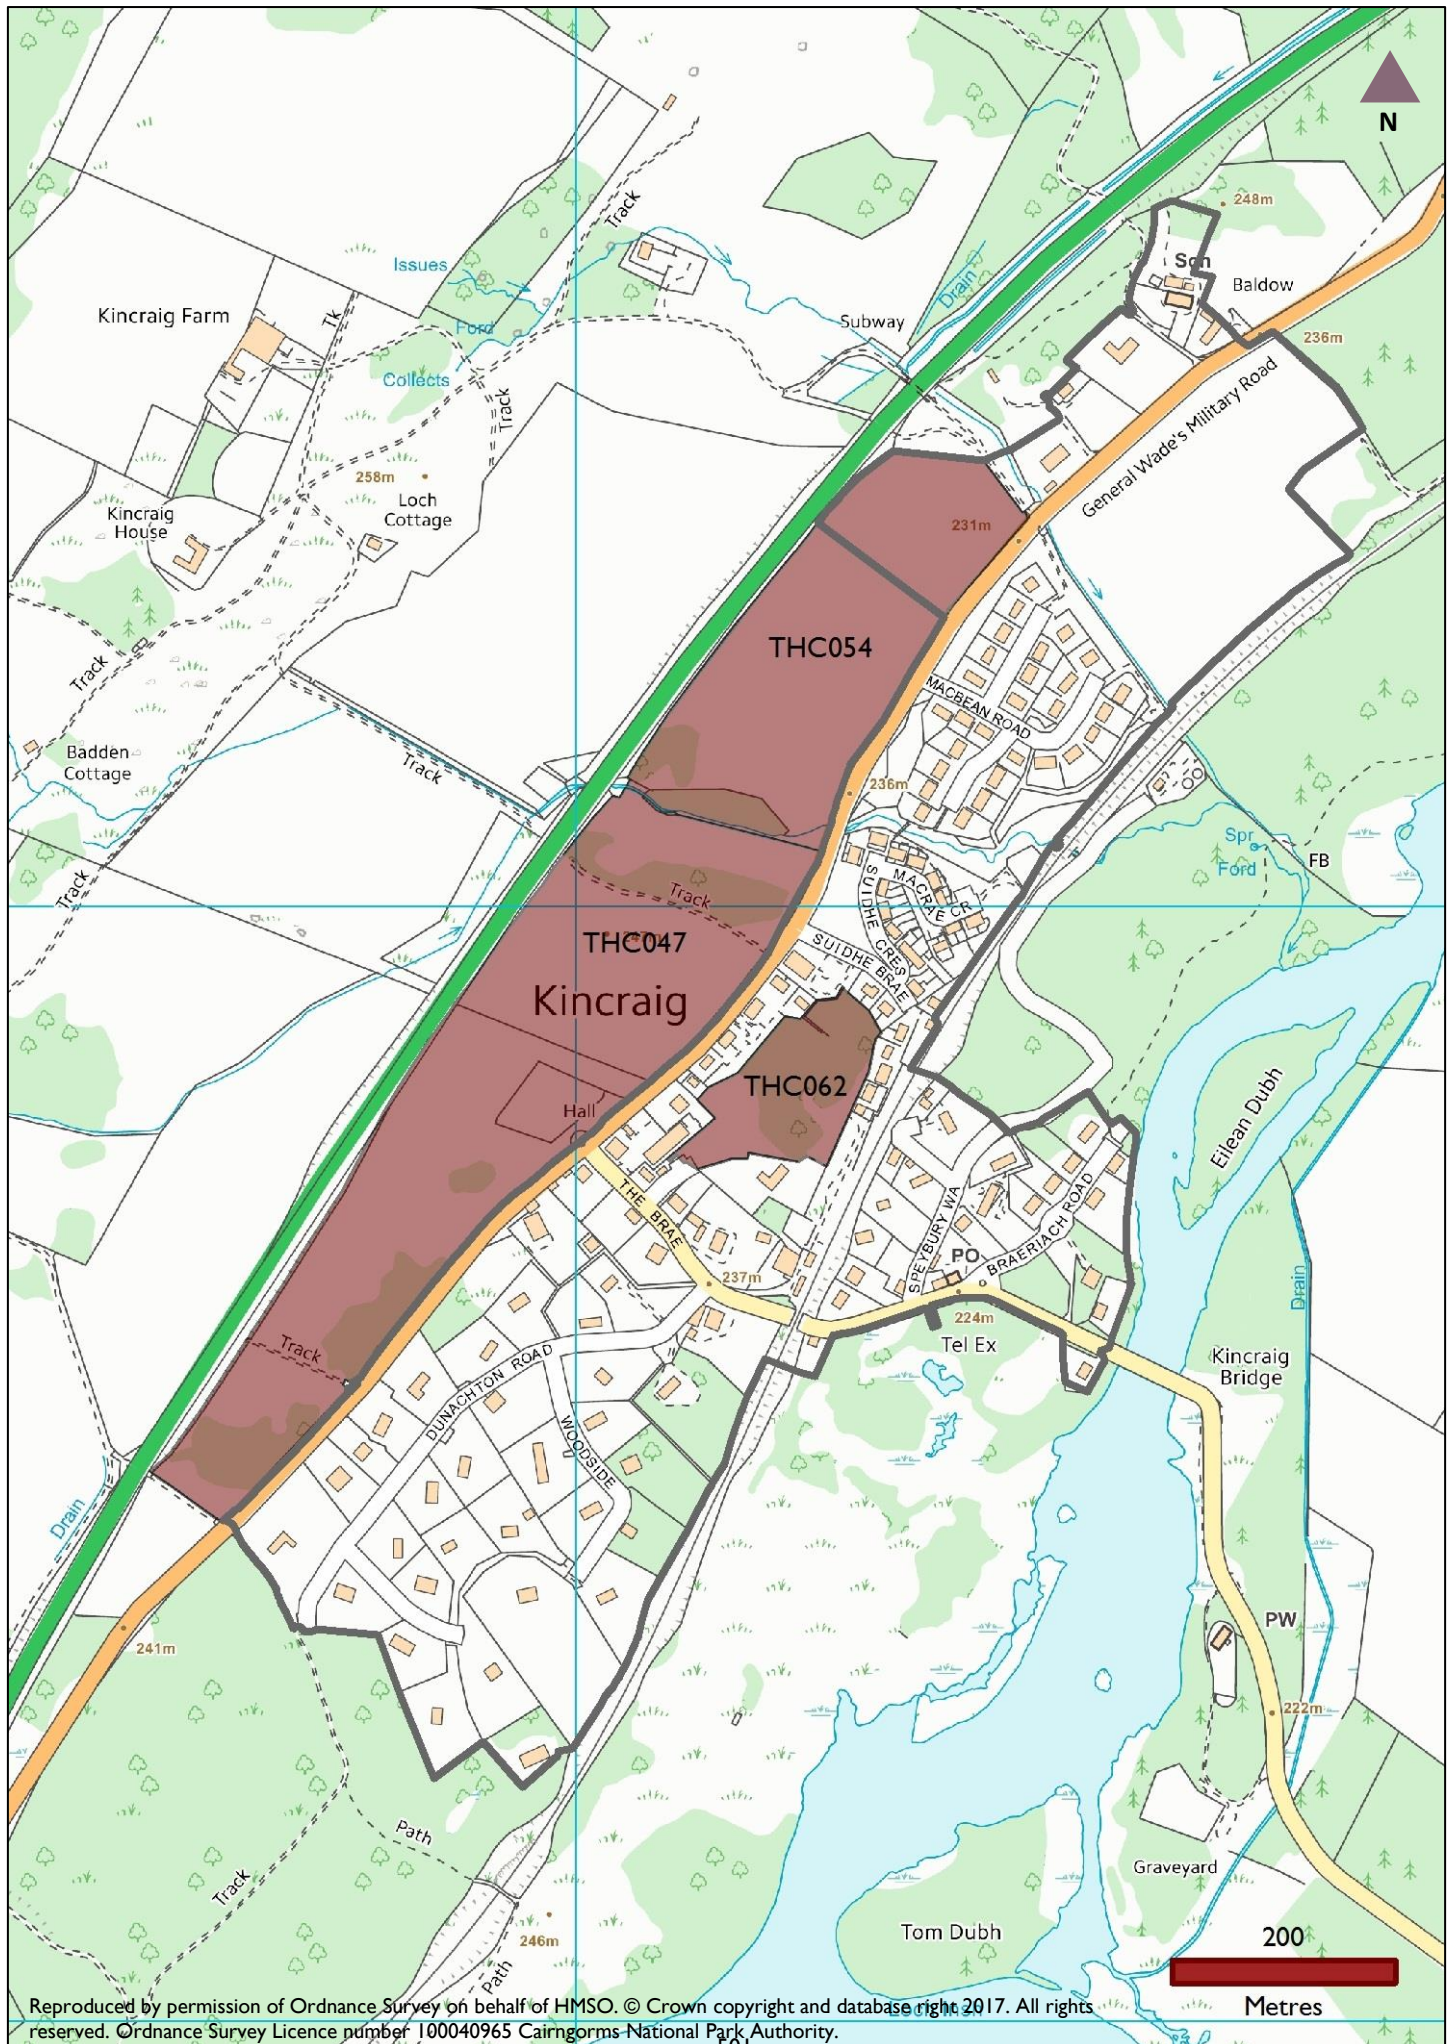 N
248m
Sch
Baldow
236m
General Wade's Military Road
Track
Issues
Drain
Kincraig Farm
Tk
Ford
Subway
Collects
Track
258m
Loch
Cottage
Kincraig
House
231m
THC054
Track
MACBEAN ROAD
Badden
Cottage
Track
236m
Spr
Ford
FB
Track
Track
SUIDHE CRES
MACRAE CR
THC047
SUIDHE BRAE
Kincraig
THC062
Eilean Dubh
Hall
THE BRAE
SPEYBURY WA
BRAERIACH ROAD
PO
237m
224m
Tel Ex
Drain
Kincraig
Bridge
Track
DUNACHTON ROAD
WOODSIDE
Drain
241m
PW
222m
Path
Track
Graveyard
246m
Path
Tom Dubh
200
Metres
Reproduced by permission of Ordnance Survey on behalf of HMSO. © Crown copyright and database right 2017. All rights
reserved. Ordnance Survey Licence number 100040965 Cairngorms National Park Authority.